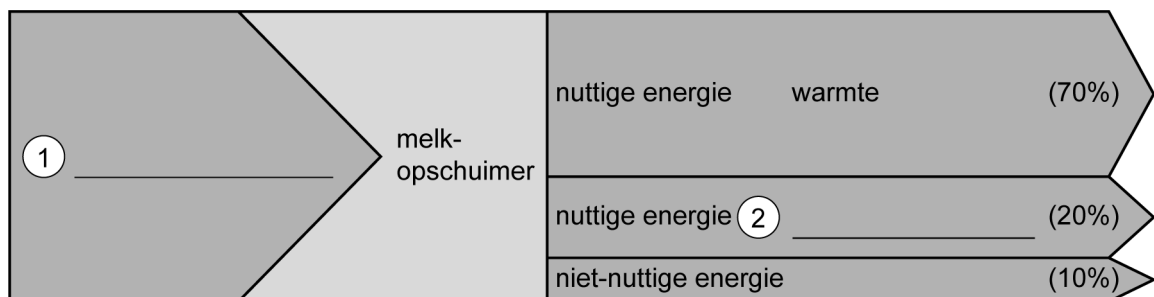 1
melk-
opschuimer
nuttige energie warmte (70%)
nuttige energie 2 (20%)
niet-nuttige energie (10%)